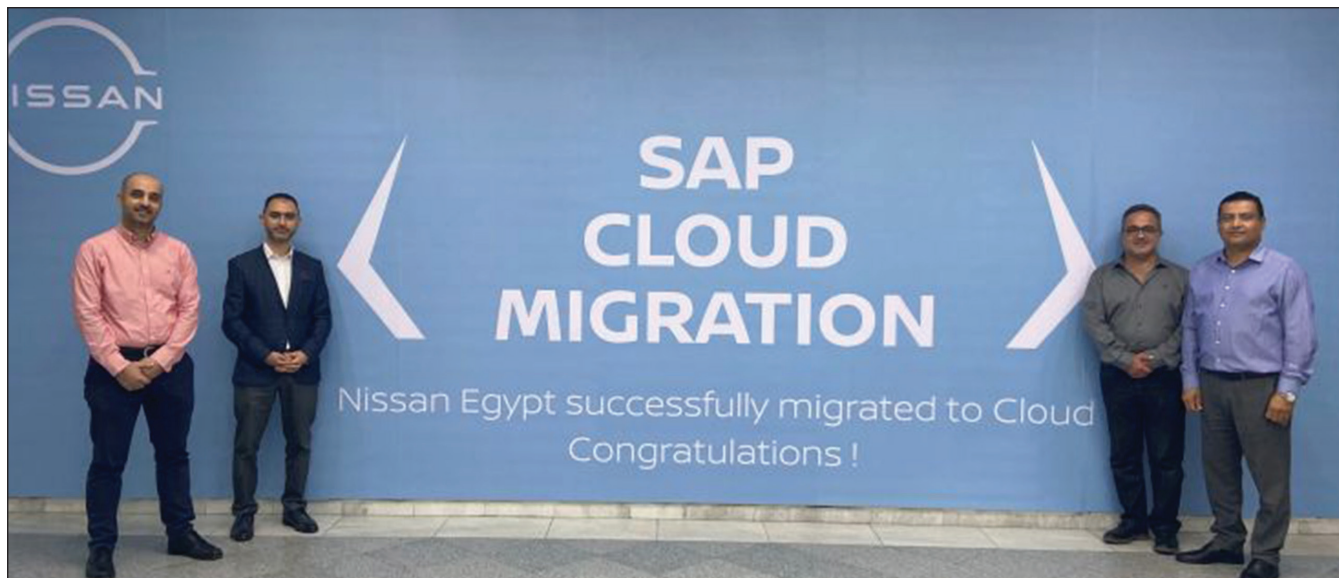 NISSAN
SAP
CLOUD
MIGRATION
Nissan Egypt successfully migrated to Cloud
Congratulations !